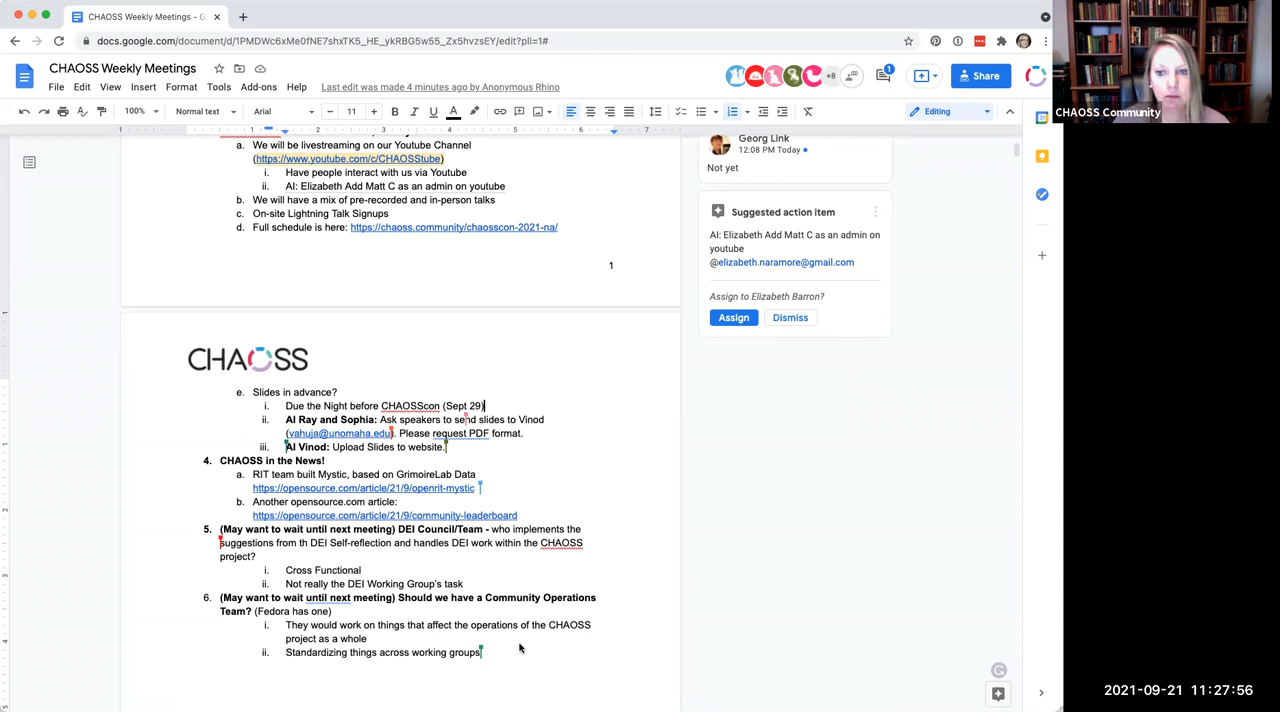 CHAOSS Weekly Meetings - G
docs.google.com/document/d/1PMDWc6xMe0fNE7shxTK5_HE_ykRBG5w55_Zx5hvzsEY/edit?pli=1#
CHAOSS Weekly Meetings
File Edit View Insert Format Tools Add-ons Help Last edit was made 4 minutes ago by Anonymous Rhino
+8
1
Share
100% Normal text Arial 11 Editing
1 1 2 3 4 5 6 7
a. We will be livestreaming on our Youtube Channel
(https://www.youtube.com/c/CHAOSStube)
i. Have people interact with us via Youtube
ii. AI: Elizabeth Add Matt C as an admin on youtube
b. We will have a mix of pre-recorded and in-person talks
c. On-site Lightning Talk Signups
d. Full schedule is here: https://chaoss.community/chaosscon-2021-na/
1
CHAOSS
e. Slides in advance?
i. Due the Night before CHAOSScon (Sept 29)
ii. AI Ray and Sophia: Ask speakers to send slides to Vinod
(vahuja@unomaha.edu). Please request PDF format.
iii. AI Vinod: Upload Slides to website.
4. CHAOSS in the News!
a. RIT team built Mystic, based on GrimoireLab Data
https://opensource.com/article/21/9/openrit-mystic
b. Another opensource.com article:
https://opensource.com/article/21/9/community-leaderboard
5. (May want to wait until next meeting) DEI Council/Team - who implements the
suggestions from th DEI Self-reflection and handles DEI work within the CHAOSS
project?
i. Cross Functional
ii. Not really the DEI Working Group's task
6. (May want to wait until next meeting) Should we have a Community Operations
Team? (Fedora has one)
i. They would work on things that affect the operations of the CHAOSS
project as a whole
ii. Standardizing things across working groups
Georg Link
12:08 PM Today
Not yet
Suggested action item
AI: Elizabeth Add Matt C as an admin on
youtube
@elizabeth.naramore@gmail.com
Assign to Elizabeth Barron?
Assign Dismiss
CHAOSS Community
2021-09-21 11:27:56